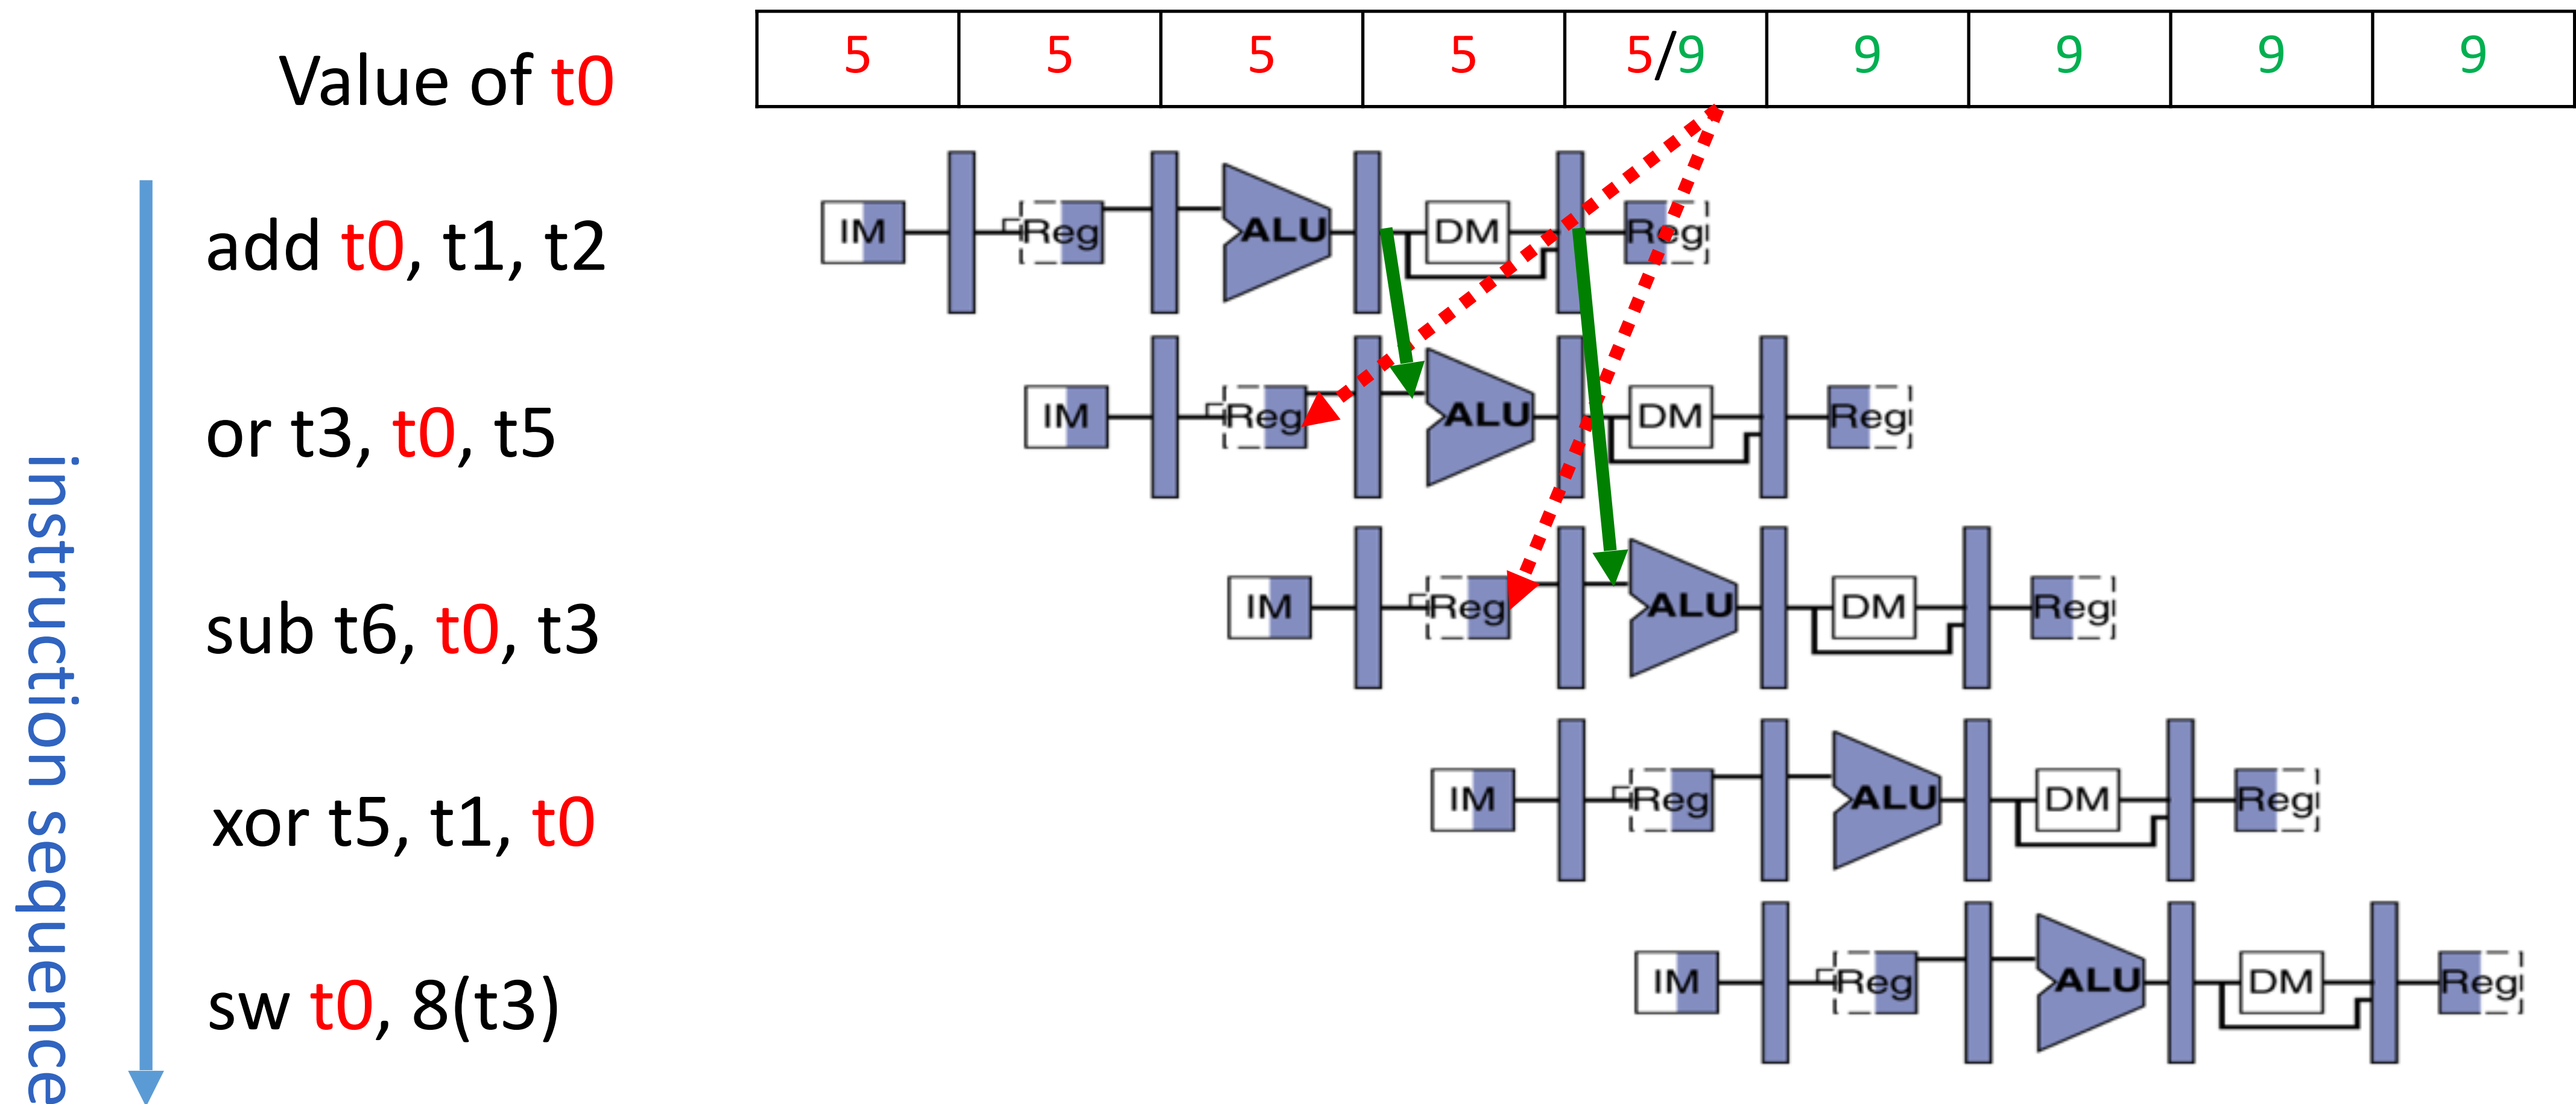 Value of t0
5 5 5 5 5/9 9 9 9 9
add t0, t1, t2
IM Reg ALU DM Reg
or t3, t0, t5
IM Reg ALU DM Reg
sub t6, t0, t3
IM Reg ALU DM Reg
xor t5, t1, t0
IM Reg ALU DM Reg
sw t0, 8(t3)
IM Reg ALU DM Reg
instruction sequence